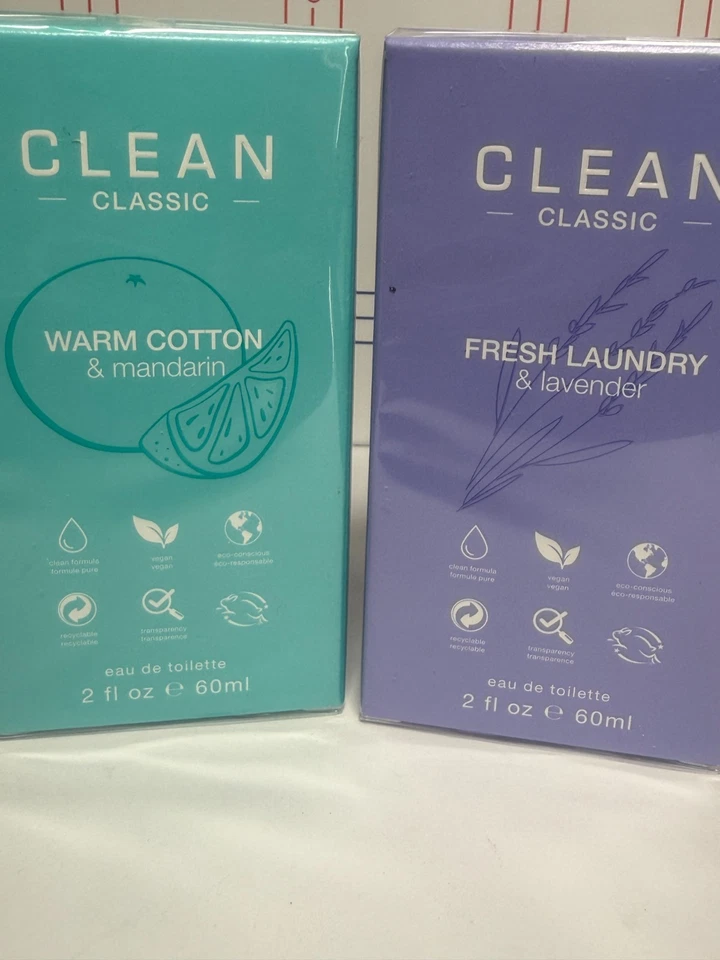 CLEAN
CLASSIC
WARM COTTON
& mandarin
clean formula
formule pure
vegan
vegan
eco-conscious
éco-responsable
recyclable
recyclable
transparency
transparence
eau de toilette
2 fl oz ℮ 60ml
CLEAN
CLASSIC
FRESH LAUNDRY
& lavender
clean formula
formule pure
vegan
vegan
eco-conscious
éco-responsable
recyclable
recyclable
transparency
transparence
eau de toilette
2 fl oz ℮ 60ml